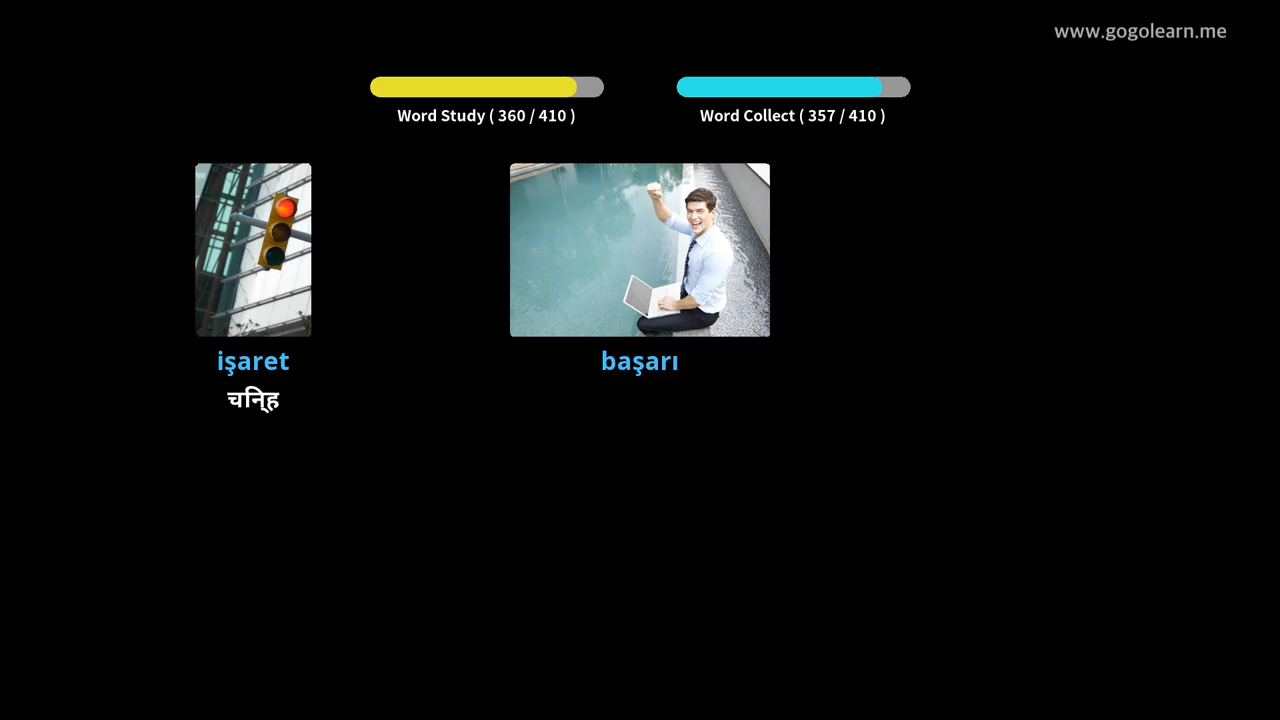 www.gogolearn.me
Word Study ( 360 / 410 )
Word Collect ( 357 / 410 )
işaret
başarı
चिन्ह